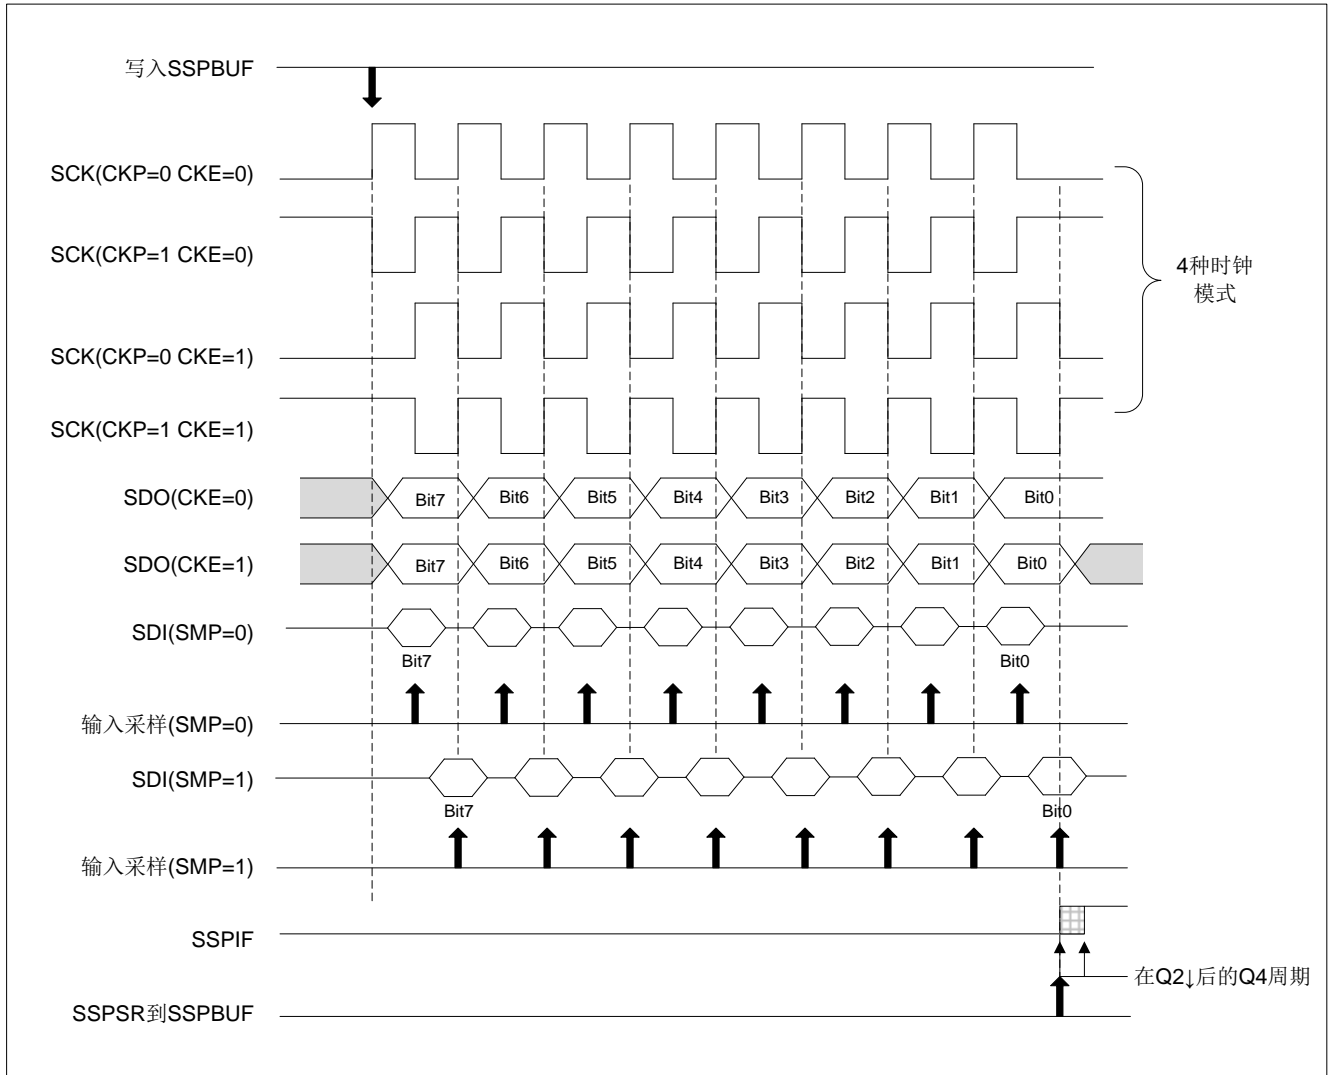 写入SSPBUF
SCK(CKP=0 CKE=0)
SCK(CKP=1 CKE=0)
4种时钟
模式
SCK(CKP=0 CKE=1)
SCK(CKP=1 CKE=1)
SDO(CKE=0)
Bit7 Bit6 Bit5 Bit4 Bit3 Bit2 Bit1 Bit0
SDO(CKE=1)
Bit7 Bit6 Bit5 Bit4 Bit3 Bit2 Bit1 Bit0
SDI(SMP=0)
Bit7 Bit0
输入采样(SMP=0)
SDI(SMP=1)
Bit7 Bit0
输入采样(SMP=1)
SSPIF
在Q2↓后的Q4周期
SSPSR到SSPBUF